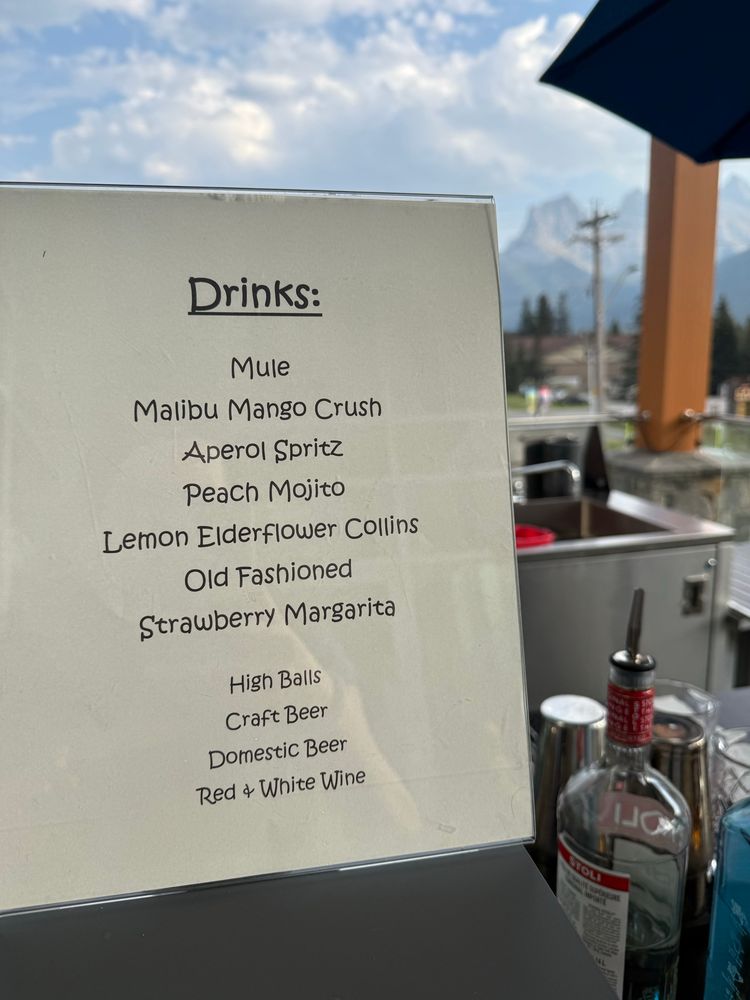 Drinks:
Mule
Malibu Mango Crush
Aperol Spritz
Peach Mojito
Lemon Elderflower Collins
Old Fashioned
Strawberry Margarita
High Balls
Craft Beer
Domestic Beer
Red & White Wine
STOLI